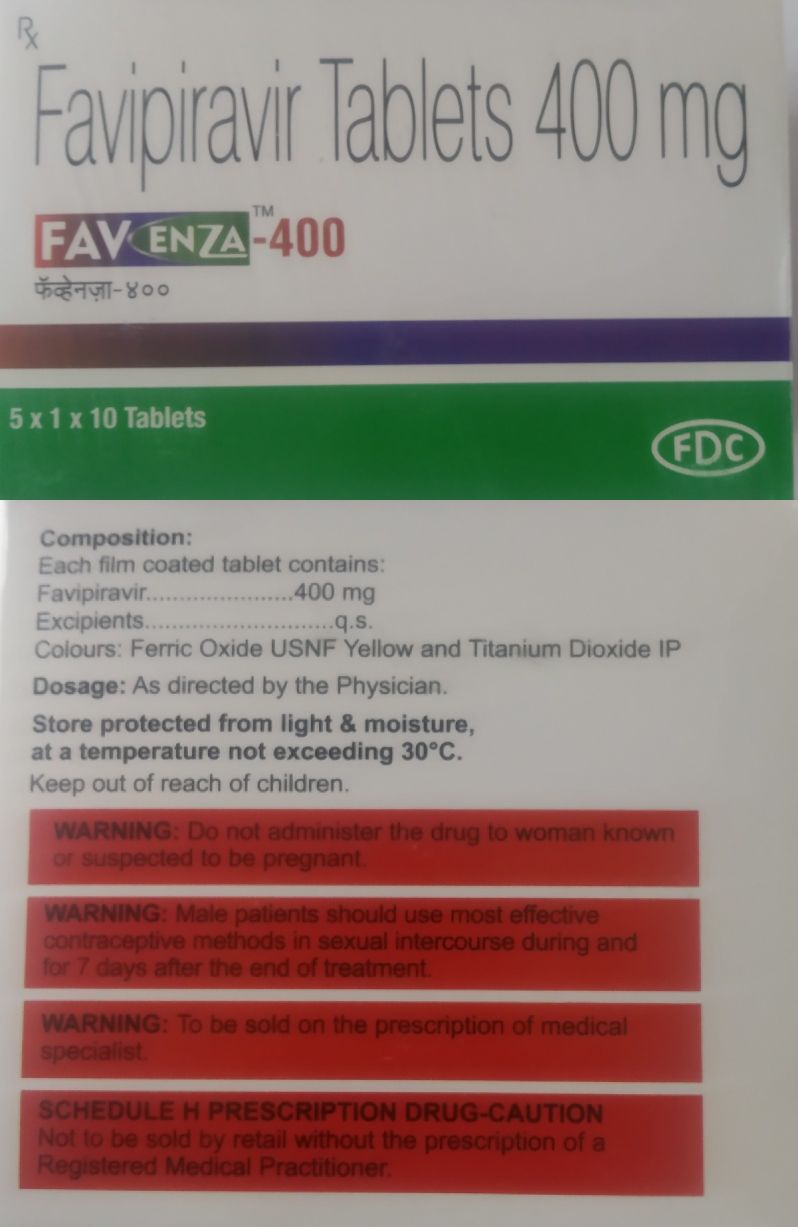 Rx
Favipiravir Tablets 400 mg
FAVENZA™-400
फॅव्हेनज़ा-४००
5 x 1 x 10 Tablets
FDC
Composition:
Each film coated tablet contains:
Favipiravir......................400 mg
Excipients............................q.s.
Colours: Ferric Oxide USNF Yellow and Titanium Dioxide IP
Dosage: As directed by the Physician.
Store protected from light & moisture,
at a temperature not exceeding 30°C.
Keep out of reach of children.
WARNING: Do not administer the drug to woman known
or suspected to be pregnant.
WARNING: Male patients should use most effective
contraceptive methods in sexual intercourse during and
for 7 days after the end of treatment.
WARNING: To be sold on the prescription of medical
specialist.
SCHEDULE H PRESCRIPTION DRUG-CAUTION
Not to be sold by retail without the prescription of a
Registered Medical Practitioner.